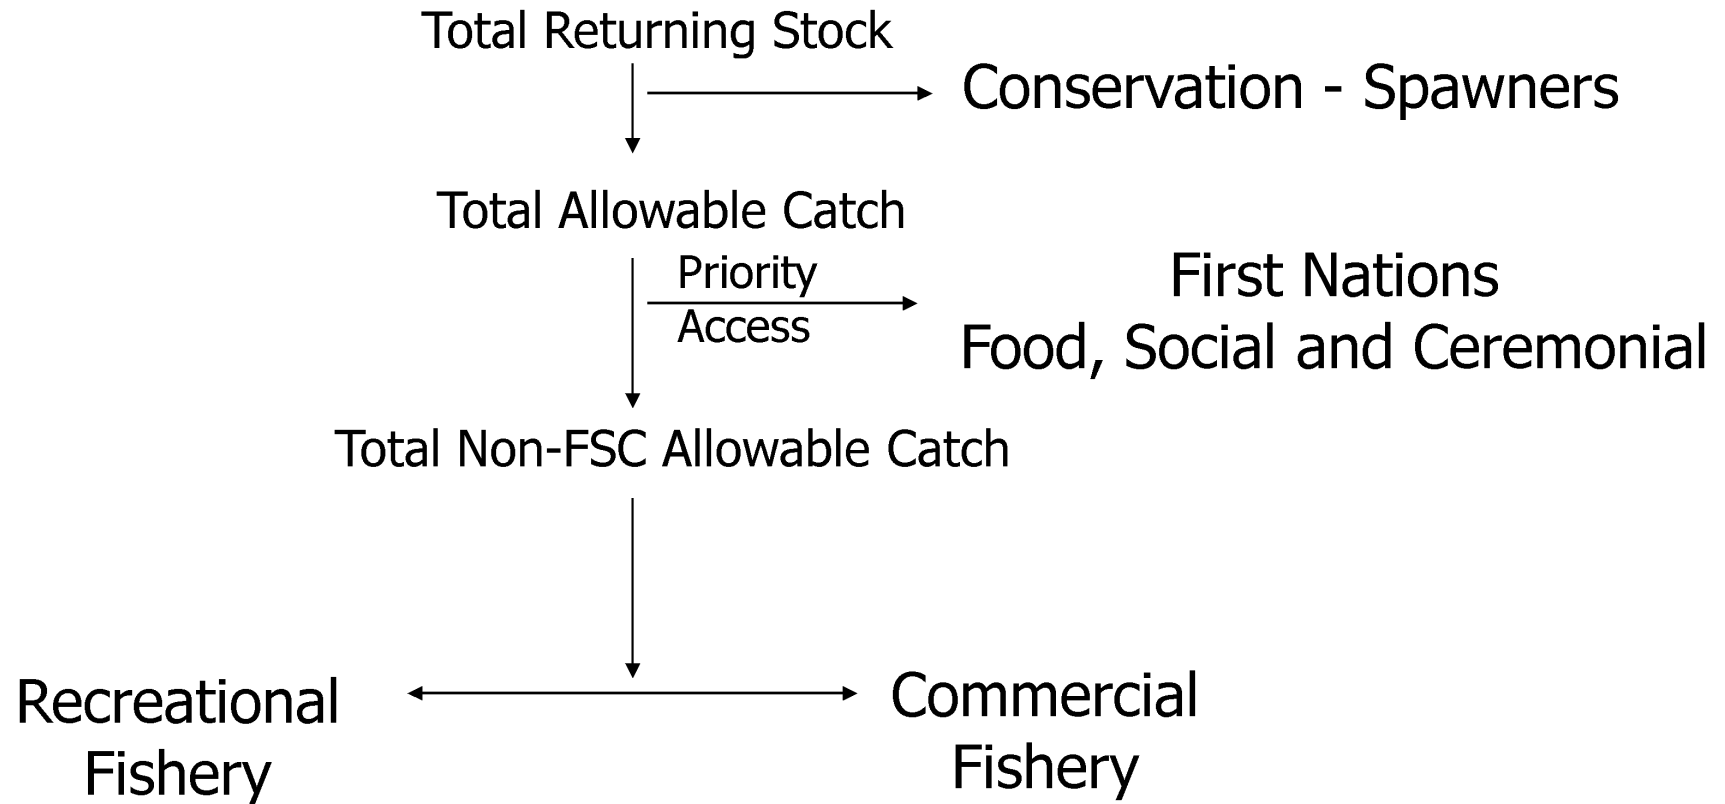 Total Returning Stock
Conservation - Spawners
Total Allowable Catch
Priority
Access
First Nations
Food, Social and Ceremonial
Total Non-FSC Allowable Catch
Recreational
Fishery
Commercial
Fishery